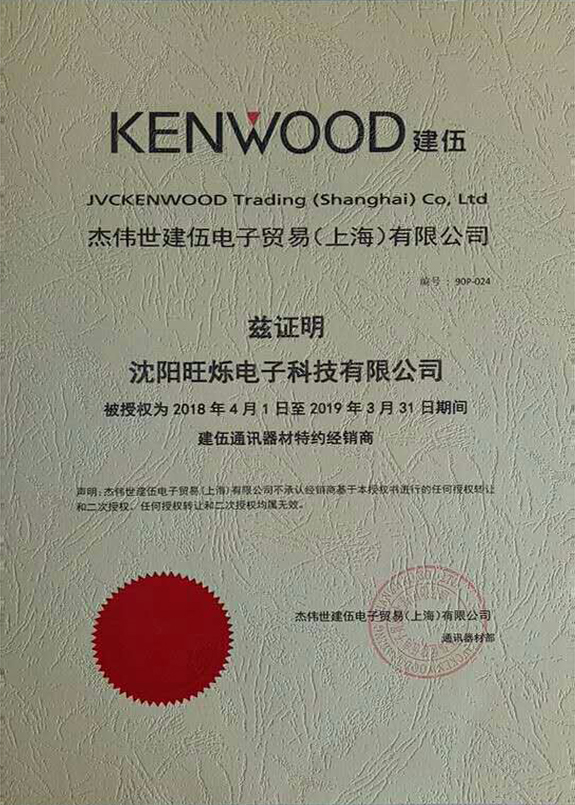 KENWOOD 建伍
JVCKENWOOD Trading (Shanghai) Co, Ltd
杰伟世建伍电子贸易(上海)有限公司
编号：90P-024
兹证明
沈阳旺烁电子科技有限公司
被授权为 2018 年 4 月 1 日至 2019 年 3 月 31 日期间
建伍通讯器材特约经销商
声明：杰伟世建伍电子贸易(上海)有限公司不承认经销商基于本授权书进行的任何授权转让
和二次授权，任何授权转让和二次授权均属无效。
杰伟世建伍电子贸易(上海)有限公司
通讯器材部